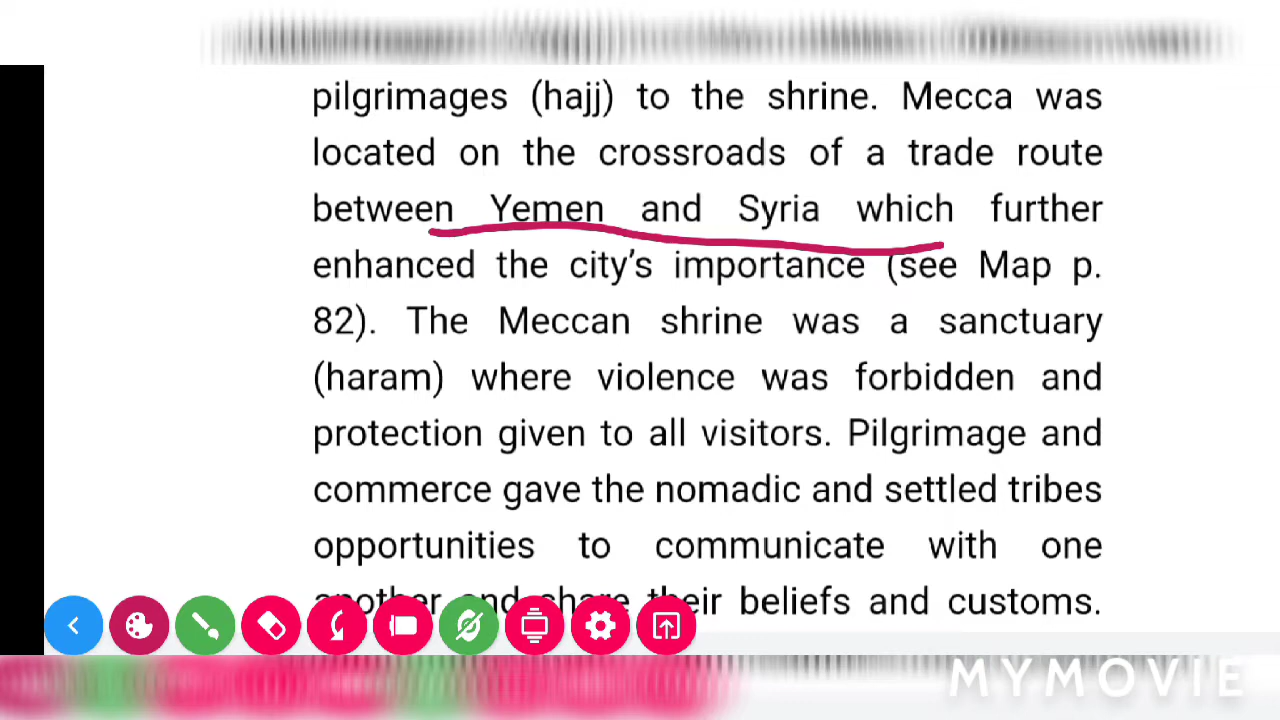 pilgrimages (hajj) to the shrine. Mecca was
located on the crossroads of a trade route
between Yemen and Syria which further
enhanced the city’s importance (see Map p.
82). The Meccan shrine was a sanctuary
(haram) where violence was forbidden and
protection given to all visitors. Pilgrimage and
commerce gave the nomadic and settled tribes
opportunities to communicate with one
another and share their beliefs and customs.
MYMOVIE